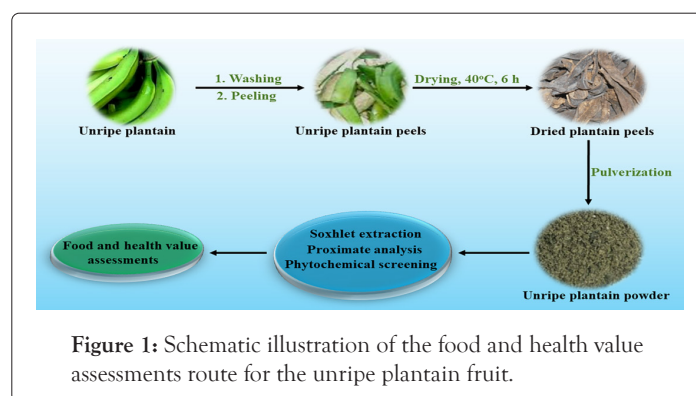 1. Washing
2. Peeling
Drying, 40°C, 6 h
Unripe plantain
Unripe plantain peels
Dried plantain peels
Pulverization
Unripe plantain powder
Soxhlet extraction
Proximate analysis
Phytochemical screening
Food and health value
assessments
Figure 1: Schematic illustration of the food and health value
assessments route for the unripe plantain fruit.